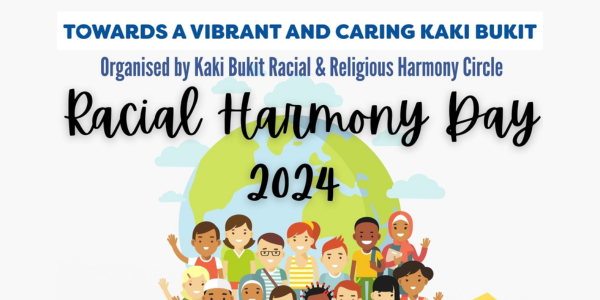 TOWARDS A VIBRANT AND CARING KAKI BUKIT
Organised by Kaki Bukit Racial & Religious Harmony Circle
Racial Harmony Day
2024